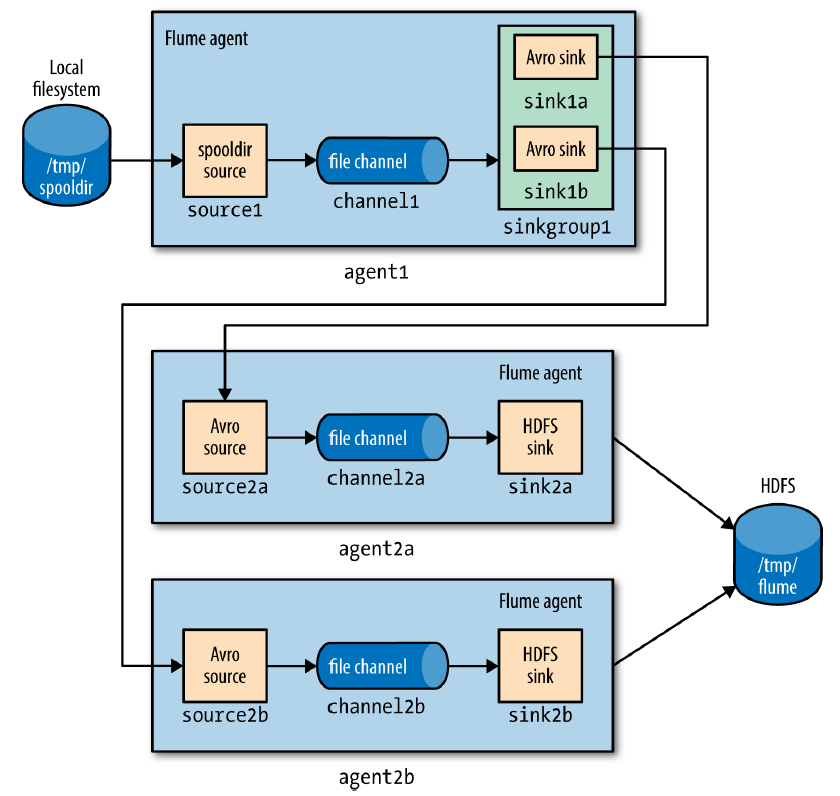 Flume agent
Local
filesystem
/tmp/
spooldir
spooldir
source
source1
file channel
channel1
Avro sink
sink1a
Avro sink
sink1b
sinkgroup1
agent1
Flume agent
Avro
source
source2a
file channel
channel2a
HDFS
sink
sink2a
agent2a
HDFS
/tmp/
flume
Flume agent
Avro
source
source2b
file channel
channel2b
HDFS
sink
sink2b
agent2b